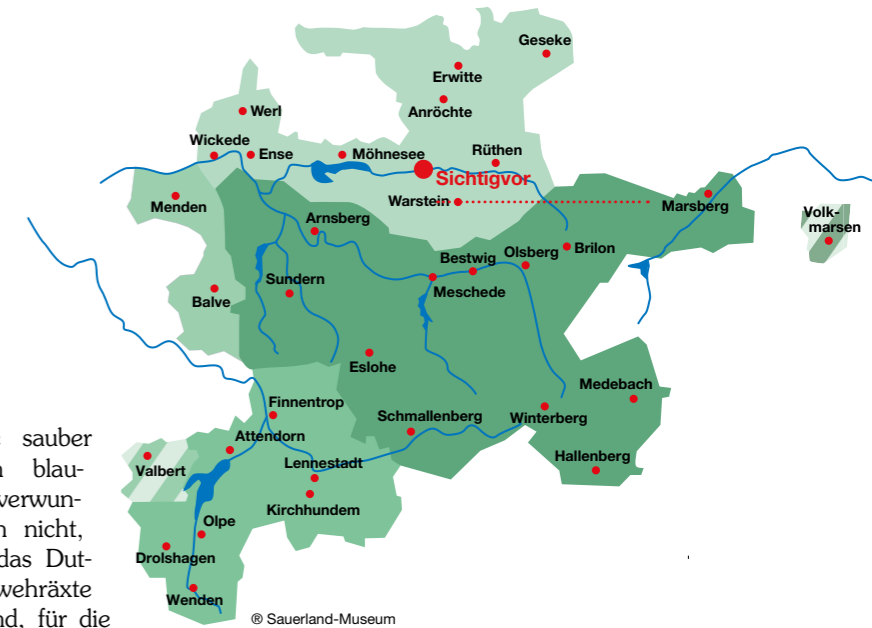 Geseke
Erwitte
Anröchte
Werl
Wickede
Ense
Möhnesee
Rüthen
Sichtigvor
Warstein
Menden
Marsberg
Volk-
marsen
Arnsberg
Bestwig
Olsberg
Brilon
Sundern
Meschede
Balve
Eslohe
Medebach
Finnentrop
Schmallenberg
Winterberg
Attendorn
Valbert
Lennestadt
Hallenberg
Kirchhundem
Olpe
Drolshagen
Wenden
sauber
blau-
verwun-
nicht,
das Dut-
wehräxte
nd, für die
® Sauerland-Museum